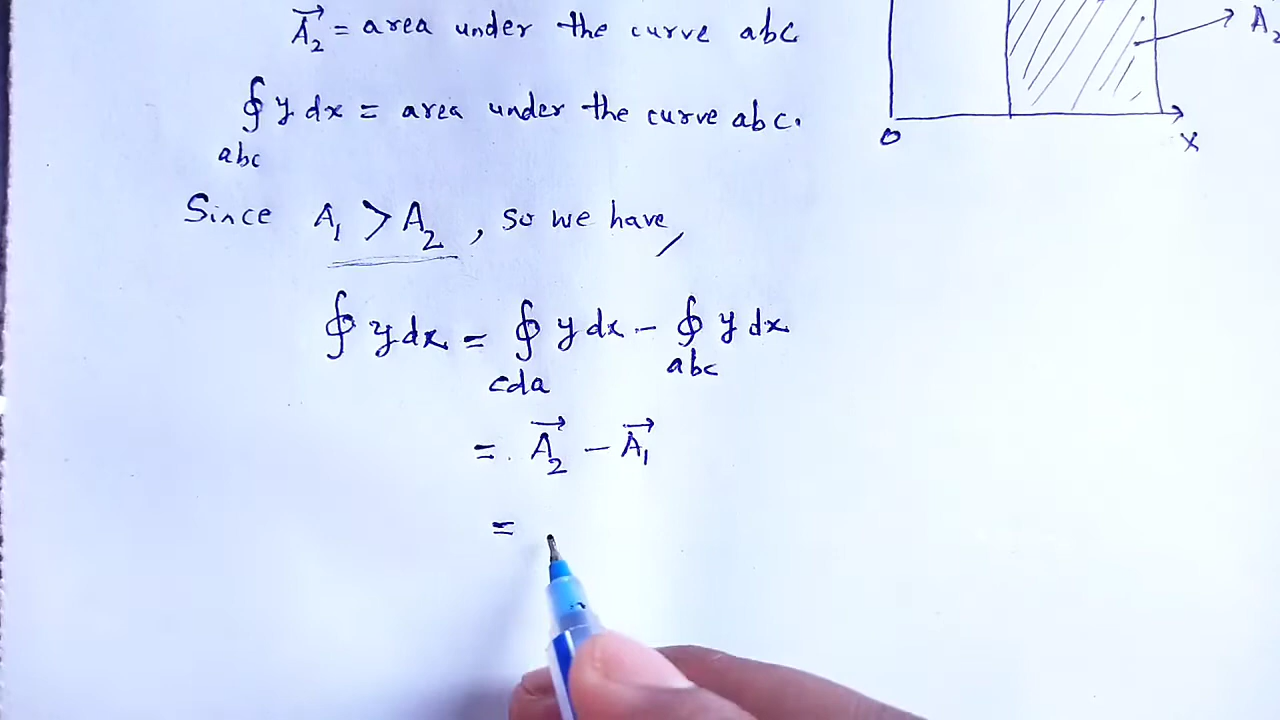 A₂⃗ = area under the curve abc
∮ y dx = area under the curve abc.
abc
Since A₁ > A₂, so we have,
∮ y dx = ∮ y dx - ∮ y dx
cda abc
= A₂⃗ - A₁⃗
=
A₂
O
X